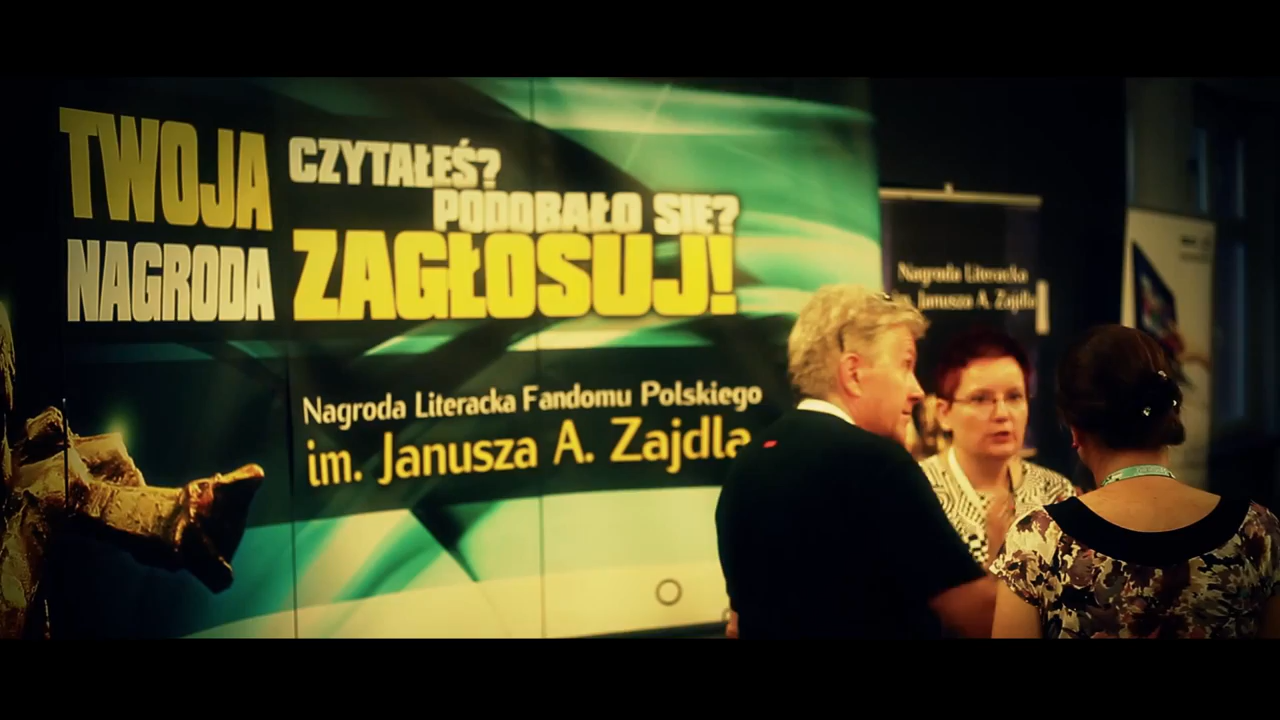 TWOJA
NAGRODA
CZYTAŁEŚ?
PODOBAŁO SIĘ?
ZAGŁOSUJ!
Nagroda Literacka Fandomu Polskiego
im. Janusza A. Zajdla
Nagroda Literacka
im. Janusza A. Zajdla